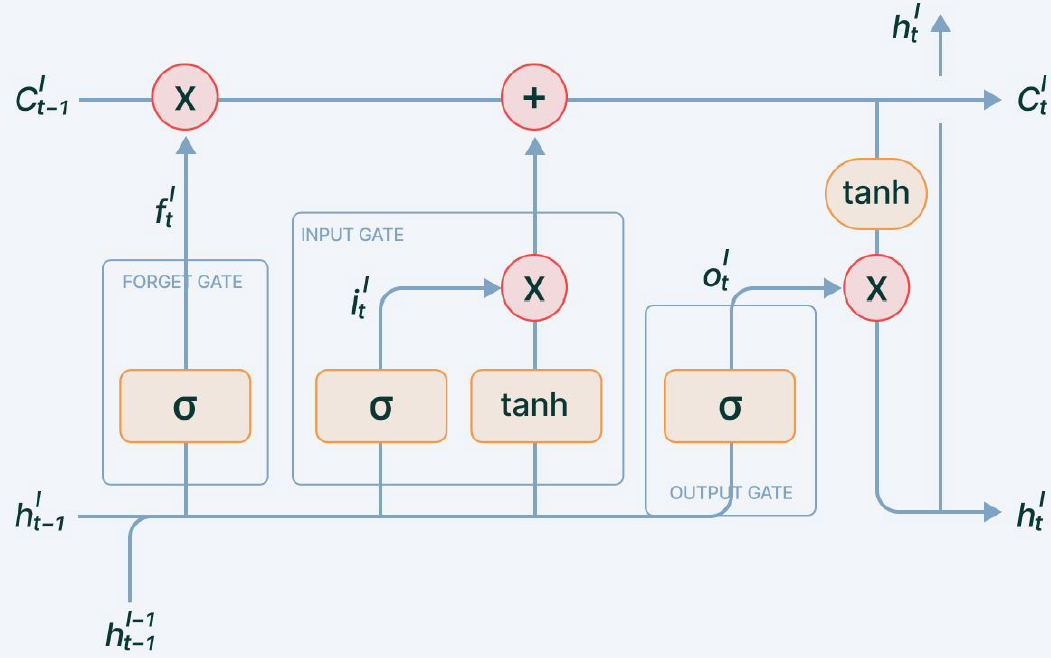 h_t^l
C_{t-1}^l
x
+
C_t^l
tanh
f_t^l
INPUT GATE
FORGET GATE
i_t^l
x
o_t^l
x
σ
σ
tanh
σ
OUTPUT GATE
h_{t-1}^l
h_t^l
h_{t-1}^{l-1}